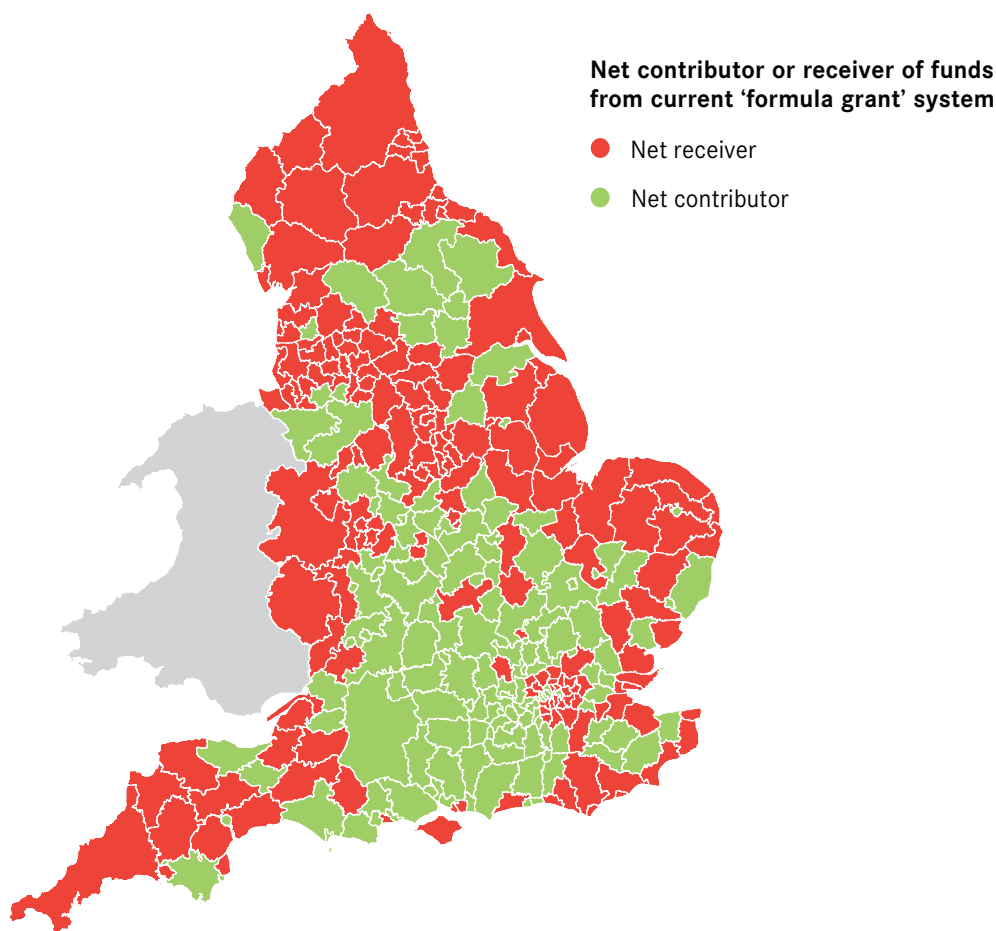 Net contributor or receiver of funds
from current ‘formula grant’ system
Net receiver
Net contributor